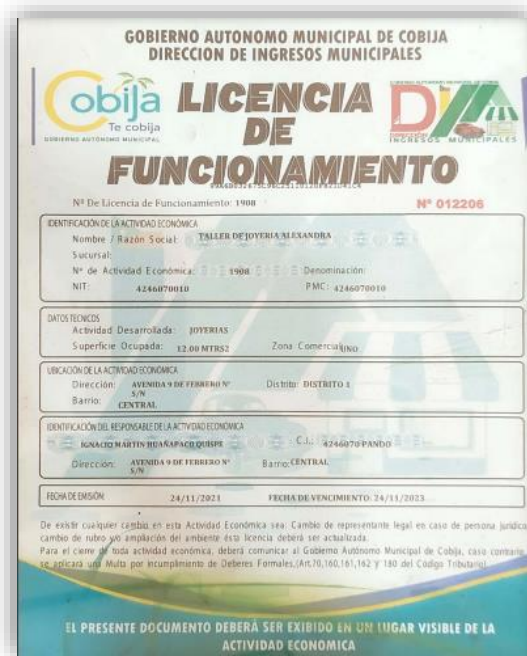 GOBIERNO AUTONOMO MUNICIPAL DE COBIJA
DIRECCION DE INGRESOS MUNICIPALES
Cobija
Te cobija
GOBIERNO AUTÓNOMO MUNICIPAL
LICENCIA
DE
FUNCIONAMIENTO
DIRECCIÓN
INGRESOS MUNICIPALES
Nº De Licencia de Funcionamiento: 1908
Nº 012206
IDENTIFICACIÓN DE LA ACTIVIDAD ECONÓMICA
Nombre / Razón Social: TALLER DE JOYERIA ALEXANDRA
Sucursal:
Nº de Actividad Económica: 1908 Denominación:
NIT: 4246070010 PMC: 4246070010
DATOS TECNICOS
Actividad Desarrollada: JOYERIAS
Superficie Ocupada: 12.00 MTRS2 Zona Comercial: UNO
UBICACIÓN DE LA ACTIVIDAD ECONÓMICA
Dirección: AVENIDA 9 DE FEBRERO Nº S/N Distrito: DISTRITO 1
Barrio: CENTRAL
IDENTIFICACIÓN DEL RESPONSABLE DE LA ACTIVIDAD ECONÓMICA
IGNACIO MARTIN HUAÑAPACO QUISPE C.I.: 4246070 PANDO
Dirección: AVENIDA 9 DE FEBRERO Nº S/N Barrio: CENTRAL
FECHA DE EMISIÓN: 24/11/2021 FECHA DE VENCIMIENTO: 24/11/2023
De existir cualquier cambio en esta Actividad Económica sea: Cambio de representante legal en caso de persona jurídica
cambio de rubro y/o ampliación del ambiente ésta licencia deberá ser actualizada.
Para el cierre de toda actividad económica, deberá comunicar al Gobierno Autónomo Municipal de Cobija, caso contrario
se aplicará una Multa por incumplimiento de Deberes Formales,(Art.70,160,161,162 y 180 del Código Tributario).
EL PRESENTE DOCUMENTO DEBERÁ SER EXIBIDO EN UN LUGAR VISIBLE DE LA
ACTIVIDAD ECONOMICA